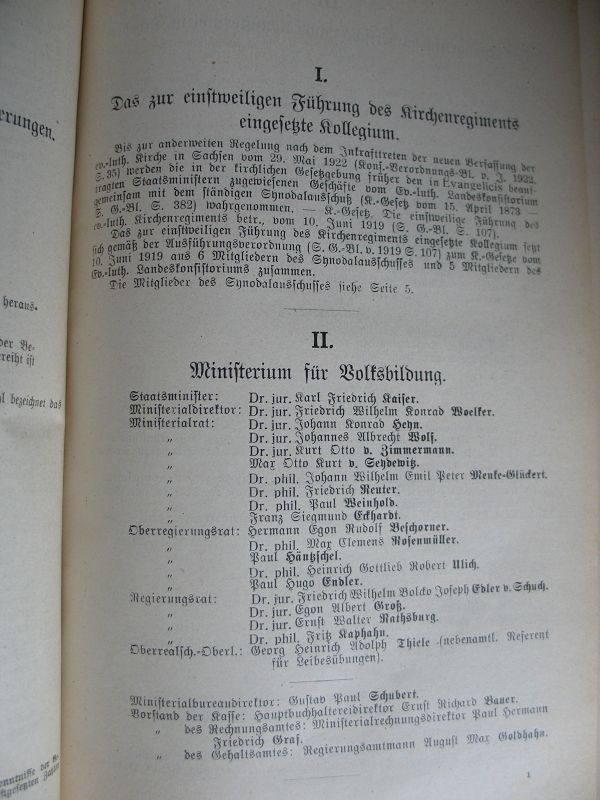 erungen.
heraus-
der Be-
ereiht ist
bezeichnet das
enntnisse der
I.
Das zur einstweiligen Führung des Kirchenregiments
eingesetzte Kollegium.
Bis zur anderweiten Regelung nach dem Inkrafttreten der neuen Verfassung der
ev.-luth. Kirche in Sachsen vom 29. Mai 1922 (Kons.-Verordnungs-Bl. v. J. 1922,
S. 35) werden die in der kirchlichen Gesetzgebung früher den in Evangelicis beauf-
tragten Staatsministern zugewiesenen Geschäfte vom Ev.-luth. Landeskonsistorium
gemeinsam mit dem ständigen Synodalausschuß (K.-Gesetz vom 15. April 1873 —
S. G.-Bl. S. 382) wahrgenommen. — K.-Gesetz, Die einstweilige Führung des
ev.-luth. Kirchenregiments betr., vom 10. Juni 1919 (S. G.-Bl. S. 107).
Das zur einstweiligen Führung des Kirchenregiments eingesetzte Kollegium setzt
sich gemäß der Ausführungsverordnung (S. G.-Bl. v. 1919 S. 107) zum K.-Gesetze vom
10. Juni 1919 aus 6 Mitgliedern des Synodalausschusses und 5 Mitgliedern des
Ev.-luth. Landeskonsistoriums zusammen.
Die Mitglieder des Synodalausschusses siehe Seite 5.
II.
Ministerium für Volksbildung.
Staatsminister: Dr. jur. Karl Friedrich Kaiser.
Ministerialdirektor: Dr. jur. Friedrich Wilhelm Konrad Woelker.
Ministerialrat: Dr. jur. Johann Konrad Heyn.
„ Dr. jur. Johannes Albrecht Wolf.
„ Dr. jur. Kurt Otto v. Zimmermann.
„ Max Otto Kurt v. Seydewitz.
„ Dr. phil. Johann Wilhelm Emil Peter Menke-Glückert.
„ Dr. phil. Friedrich Reuter.
„ Dr. phil. Paul Weinhold.
„ Franz Siegmund Eckhardt.
Oberregierungsrat: Hermann Egon Rudolf Beschorner.
„ Dr. phil. Max Clemens Rosenmüller.
„ Paul Häntzschel.
„ Dr. phil. Heinrich Gottlieb Robert Ulich.
„ Paul Hugo Endler.
Regierungsrat: Dr. jur. Friedrich Wilhelm Volcko Joseph Edler v. Schuch.
„ Dr. jur. Egon Albert Groß.
„ Dr. jur. Ernst Walter Rathsburg.
„ Dr. phil. Fritz Kaphahn.
Oberrealsch.-Oberl.: Georg Heinrich Adolph Thiele (nebenamtl. Referent
für Leibesübungen).
Ministerialbureaudirektor: Gustav Paul Schubert.
Vorstand der Kasse: Hauptbuchhaltereidirektor Ernst Richard Bauer.
„ des Rechnungsamtes: Ministerialrechnungsdirektor Paul Hermann
Friedrich Graf.
„ des Gehaltsamtes: Regierungsamtmann August Max Goldhahn.
1